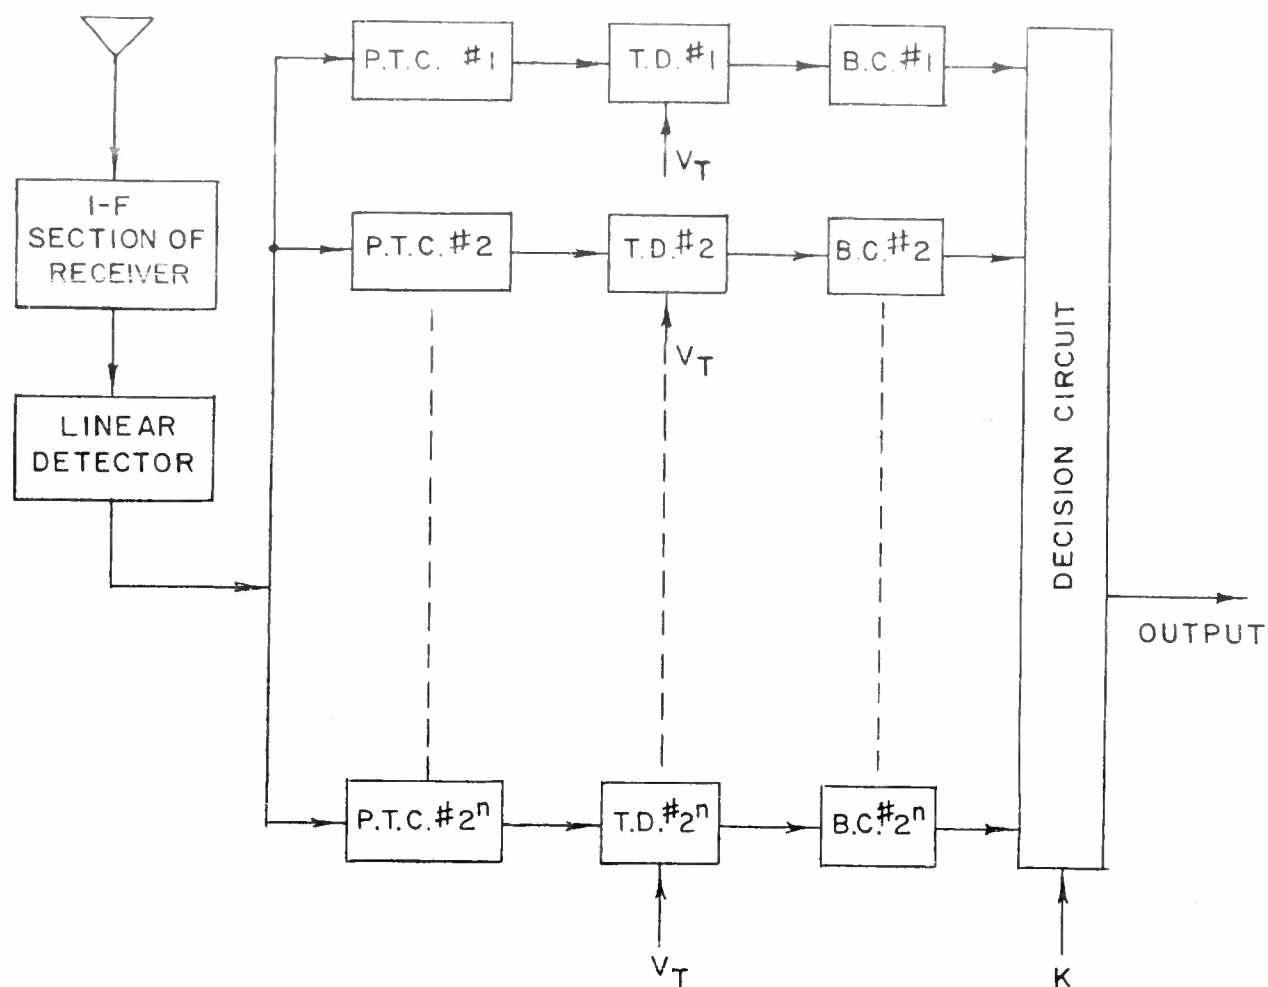 P.T.C. #1
T.D.#1
B.C.#1
V_T
I-F
SECTION OF
RECEIVER
P.T.C.#2
T.D.#2
B.C.#2
V_T
LINEAR
DETECTOR
DECISION CIRCUIT
OUTPUT
P.T.C.#2^n
T.D.#2^n
B.C.#2^n
V_T
K